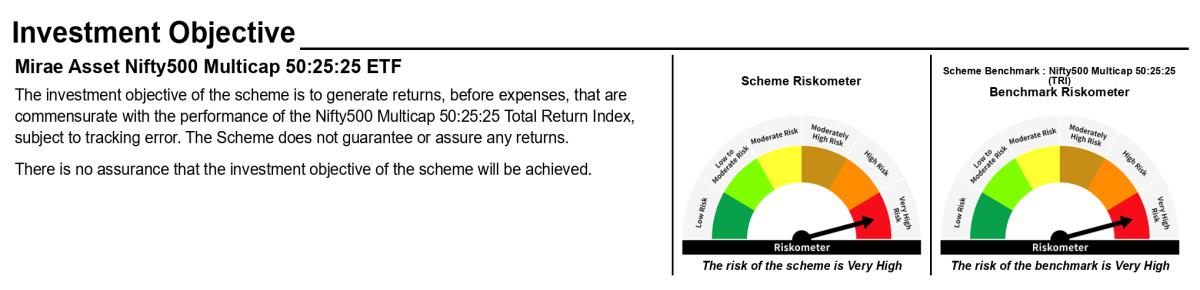 Investment Objective
Mirae Asset Nifty500 Multicap 50:25:25 ETF
The investment objective of the scheme is to generate returns, before expenses, that are
commensurate with the performance of the Nifty500 Multicap 50:25:25 Total Return Index,
subject to tracking error. The Scheme does not guarantee or assure any returns.
There is no assurance that the investment objective of the scheme will be achieved.
Scheme Riskometer
Low Risk
Low to
Moderate Risk
Moderate Risk
Moderately
High Risk
High Risk
Very High
Risk
Riskometer
The risk of the scheme is Very High
Scheme Benchmark : Nifty500 Multicap 50:25:25
(TRI)
Benchmark Riskometer
Low Risk
Low to
Moderate Risk
Moderate Risk
Moderately
High Risk
High Risk
Very High
Risk
Riskometer
The risk of the benchmark is Very High